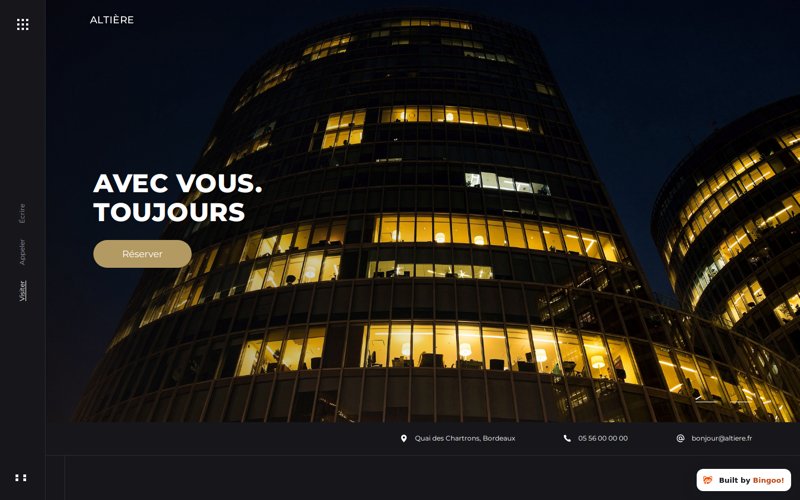 ALTIÈRE
Écrire
Appeler
Visiter
AVEC VOUS.
TOUJOURS
Réserver
Quai des Chartrons, Bordeaux
05 56 00 00 00
bonjour@altiere.fr
Built by Bingoo!